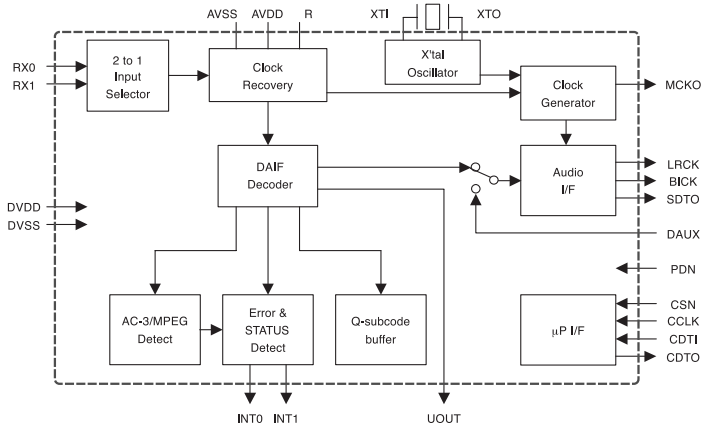 AVSS AVDD R XTI XTO
RX0
RX1
2 to 1
Input
Selector
Clock
Recovery
X'tal
Oscillator
Clock
Generator
MCKO
DAIF
Decoder
Audio
I/F
LRCK
BICK
SDTO
DVDD
DVSS
DAUX
PDN
AC-3/MPEG
Detect
Error &
STATUS
Detect
Q-subcode
buffer
µP I/F
CSN
CCLK
CDTI
CDTO
INT0 INT1 UOUT